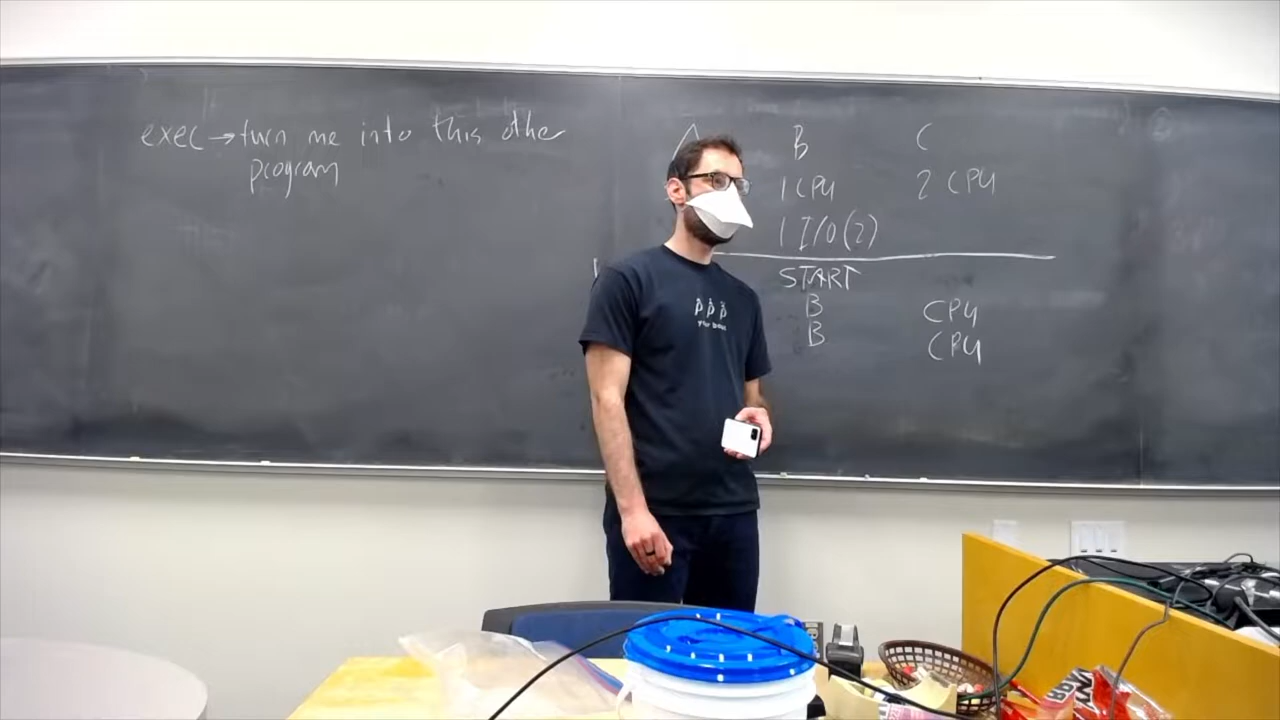 exec → turn me into this other
program
A B C
1 CPU 2 CPU
1 I/O (2)
START
B CPU
B CPU